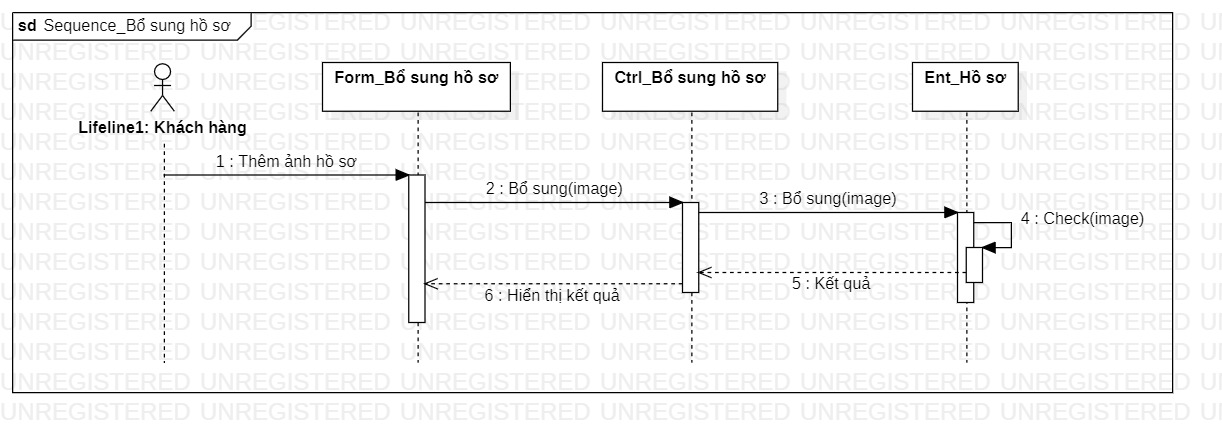 sd Sequence_Bổ sung hồ sơ
Form_Bổ sung hồ sơ
Ctrl_Bổ sung hồ sơ
Ent_Hồ sơ
Lifeline1: Khách hàng
1 : Thêm ảnh hồ sơ
2 : Bổ sung(image)
3 : Bổ sung(image)
4 : Check(image)
5 : Kết quả
6 : Hiển thị kết quả
UNREGISTERED UNREGISTERED UNREGISTERED UNREGISTERED UNREGISTERED UNREGISTERED UN